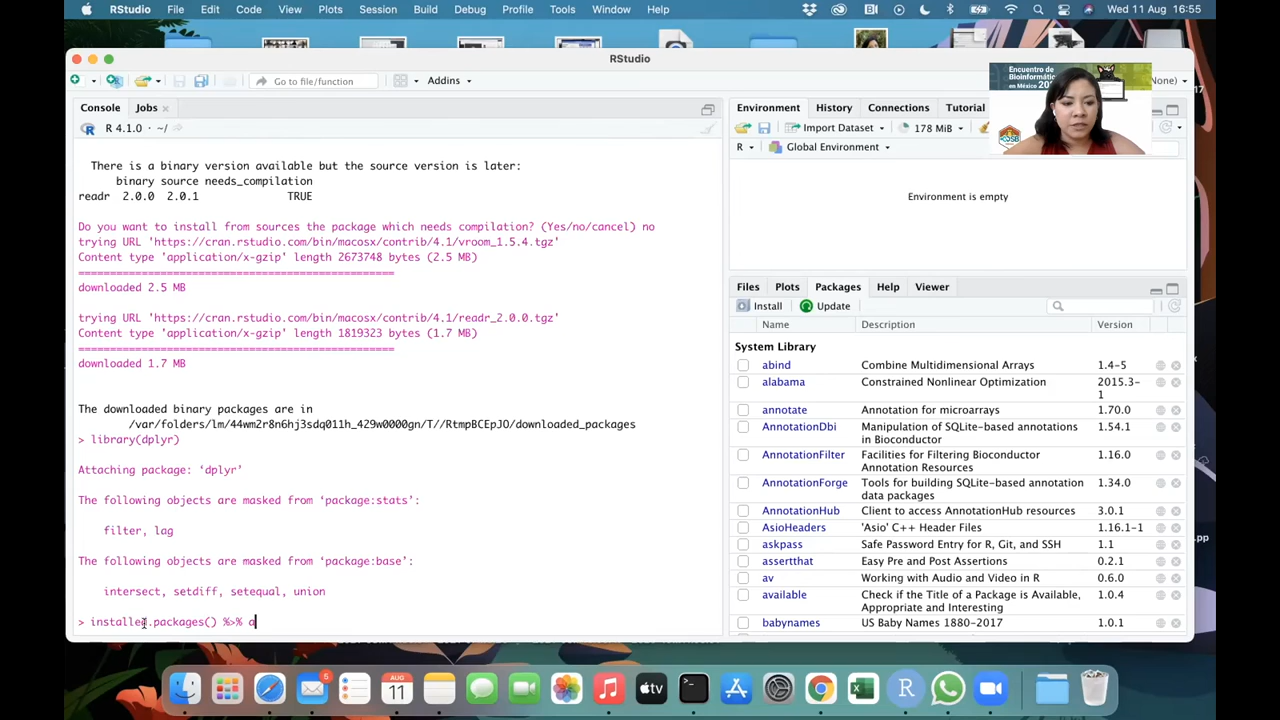 RStudio File Edit Code View Plots Session Build Debug Profile Tools Window Help Wed 11 Aug 16:55
RStudio
Go to file/function
Addins
Encuentro de
Bioinformátic
en México 20
None)
Console Jobs
R 4.1.0 · ~/
There is a binary version available but the source version is later:
binary source needs_compilation
readr 2.0.0 2.0.1 TRUE
Do you want to install from sources the package which needs compilation? (Yes/no/cancel) no
trying URL 'https://cran.rstudio.com/bin/macosx/contrib/4.1/vroom_1.5.4.tgz'
Content type 'application/x-gzip' length 2673748 bytes (2.5 MB)
==================================================
downloaded 2.5 MB
trying URL 'https://cran.rstudio.com/bin/macosx/contrib/4.1/readr_2.0.0.tgz'
Content type 'application/x-gzip' length 1819323 bytes (1.7 MB)
==================================================
downloaded 1.7 MB
The downloaded binary packages are in
/var/folders/lm/44wm2r8n6hj3sdq011h_429w0000gn/T//RtmpBCEpJO/downloaded_packages
> library(dplyr)
Attaching package: ‘dplyr’
The following objects are masked from ‘package:stats’:
filter, lag
The following objects are masked from ‘package:base’:
intersect, setdiff, setequal, union
> installed.packages() %>% a
Environment History Connections Tutorial
Import Dataset 178 MiB
R Global Environment
Environment is empty
Files Plots Packages Help Viewer
Install Update
Name Description Version
System Library
abind Combine Multidimensional Arrays 1.4-5
alabama Constrained Nonlinear Optimization 2015.3-
1
annotate Annotation for microarrays 1.70.0
AnnotationDbi Manipulation of SQLite-based annotations 1.54.1
in Bioconductor
AnnotationFilter Facilities for Filtering Bioconductor 1.16.0
Annotation Resources
AnnotationForge Tools for building SQLite-based annotation 1.34.0
data packages
AnnotationHub Client to access AnnotationHub resources 3.0.1
AsioHeaders 'Asio' C++ Header Files 1.16.1-1
askpass Safe Password Entry for R, Git, and SSH 1.1
assertthat Easy Pre and Post Assertions 0.2.1
av Working with Audio and Video in R 0.6.0
available Check if the Title of a Package is Available, 1.0.4
Appropriate and Interesting
babynames US Baby Names 1880-2017 1.0.1
17
.pp
5
AUG
11
tv
R